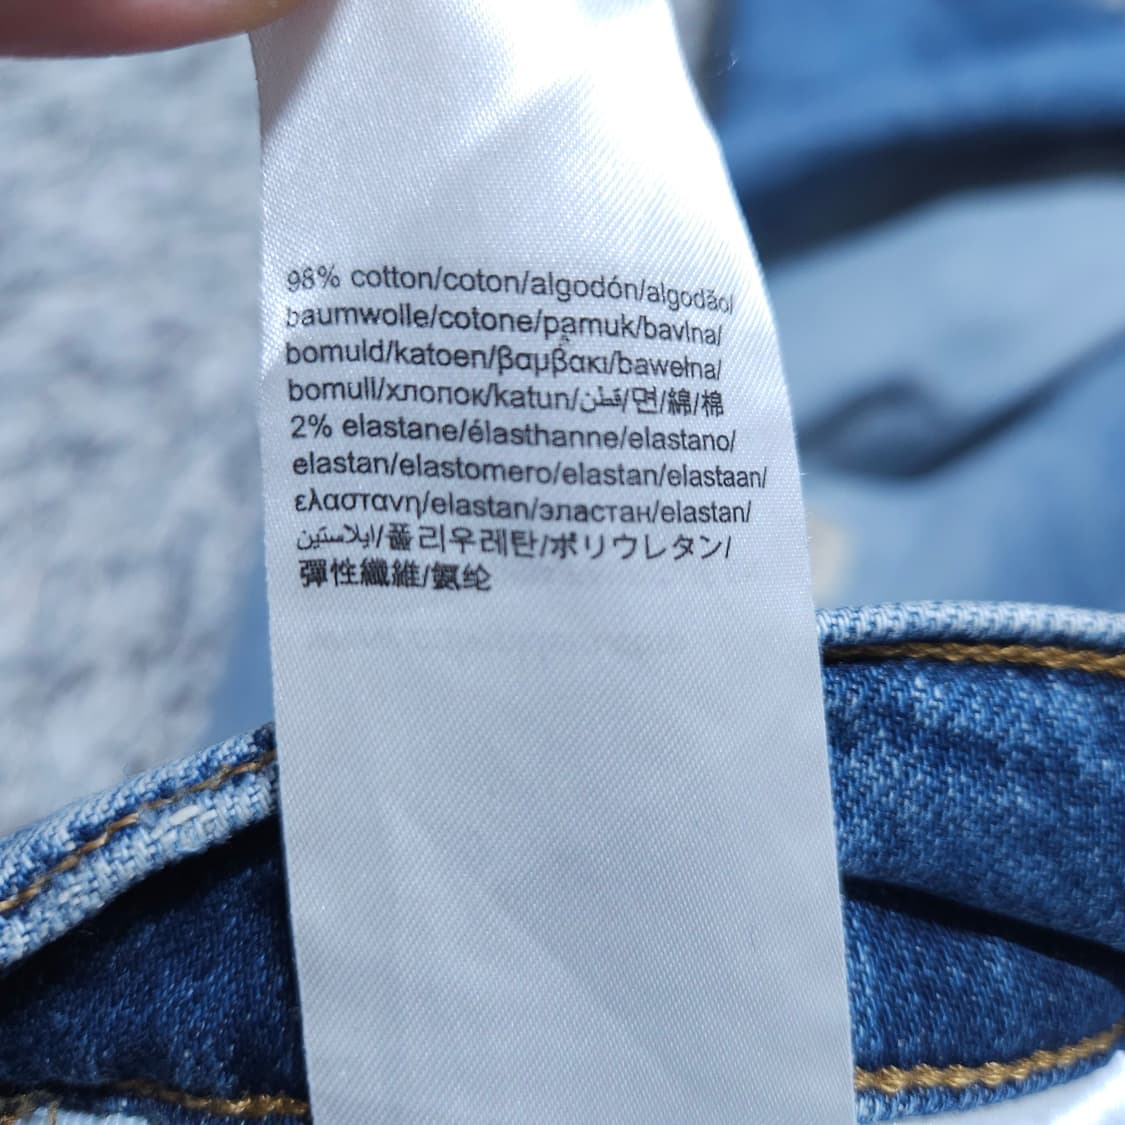 98% cotton/coton/algodón/algodão/
baumwolle/cotone/pamuk/bavlna/
bomuld/katoen/βαμβακι/bawełna/
bomull/хлопок/katun/قطن/면/綿/棉
2% elastane/élasthanne/elastano/
elastan/elastomero/elastan/elastaan/
ελαστανη/elastan/эластан/elastan/
ايلاستين/폴리우레탄/ポリウレタン/
彈性纖維/氨纶